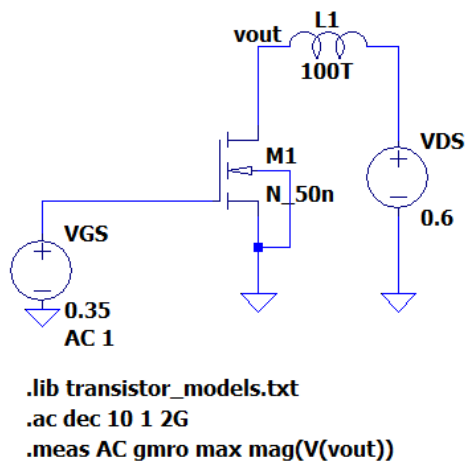 L1
vout
100T
VDS
M1
N_50n
0.6
VGS
0.35
AC 1
.lib transistor_models.txt
.ac dec 10 1 2G
.meas AC gmro max mag(V(vout))